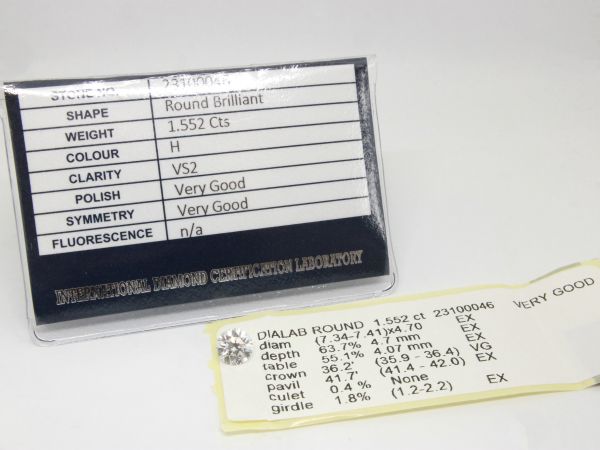 STONE NO. 23100046
SHAPE Round Brilliant
WEIGHT 1.552 Cts
COLOUR H
CLARITY VS2
POLISH Very Good
SYMMETRY Very Good
FLUORESCENCE n/a
INTERNATIONAL DIAMOND CERTIFICATION LABORATORY
DIALAB ROUND 1.552 ct 23100046 VERY GOOD
diam (7.34-7.41)x4.70 EX
depth 63.7% 4.7 mm EX
table 55.1% 4.07 mm VG
crown 36.2' (35.9 - 36.4) EX
pavil 41.7' (41.4 - 42.0)
culet 0.4 % None
girdle 1.8% (1.2-2.2) EX